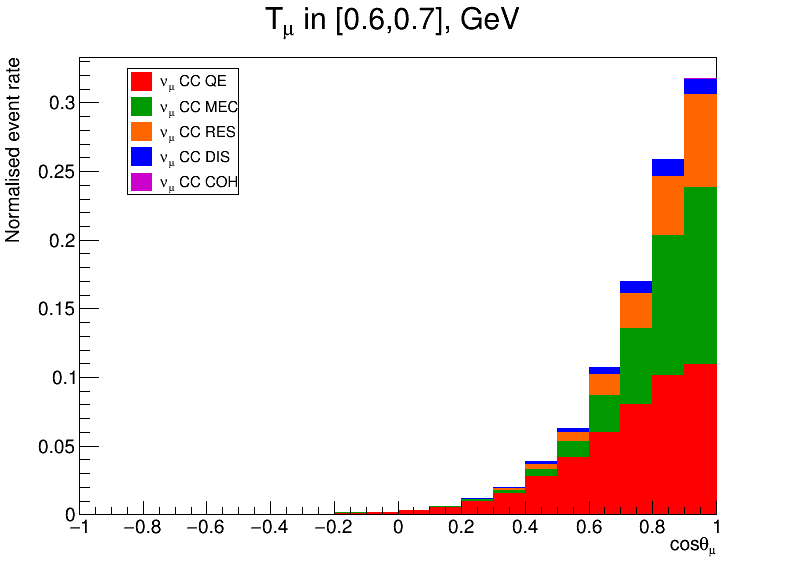 Tμ in [0.6,0.7], GeV
Normalised event rate
νμ CC QE
νμ CC MEC
νμ CC RES
νμ CC DIS
νμ CC COH
0.3
0.25
0.2
0.15
0.1
0.05
0
−1 −0.8 −0.6 −0.4 −0.2 0 0.2 0.4 0.6 0.8 1
cosθμ